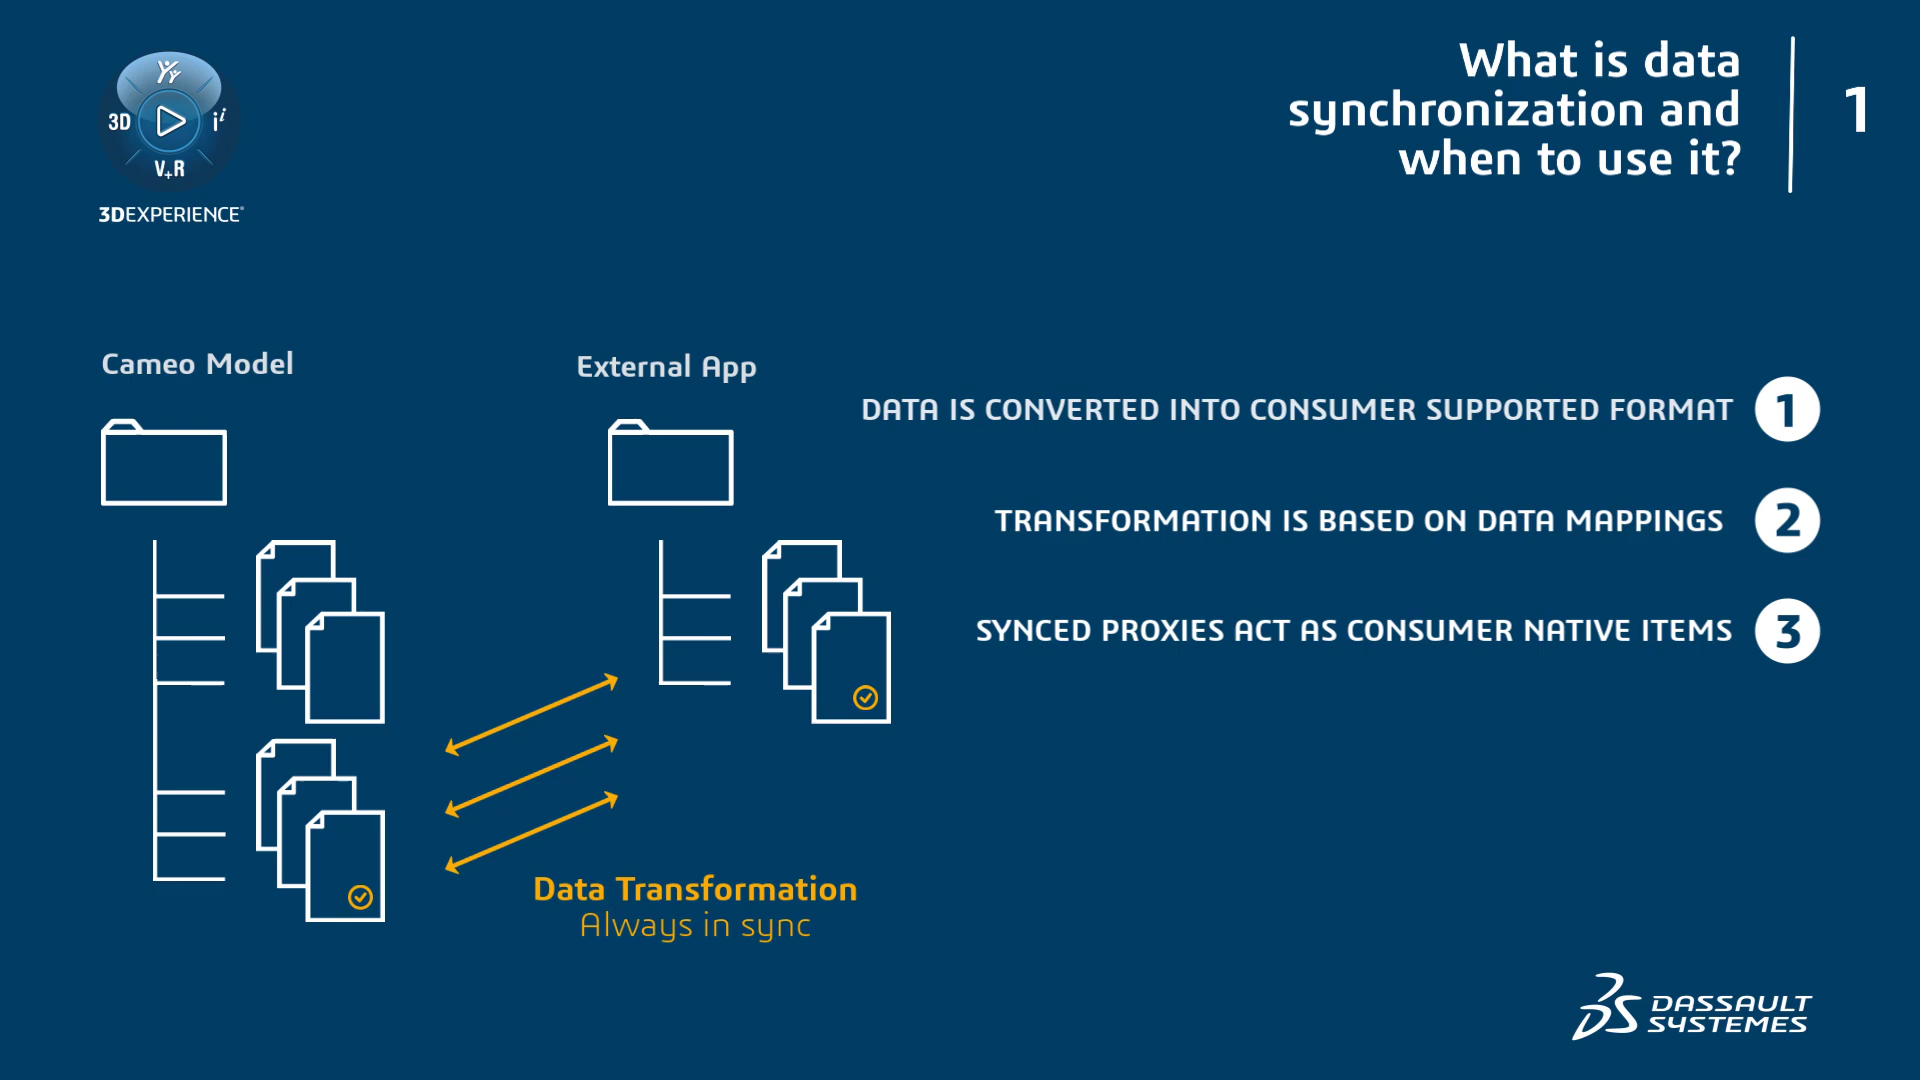 What is data
synchronization and
when to use it?
1
3D
V+R
3DEXPERIENCE®
Cameo Model
External App
DATA IS CONVERTED INTO CONSUMER SUPPORTED FORMAT
1
TRANSFORMATION IS BASED ON DATA MAPPINGS
2
SYNCED PROXIES ACT AS CONSUMER NATIVE ITEMS
3
Data Transformation
Always in sync
DASSAULT
SYSTEMES